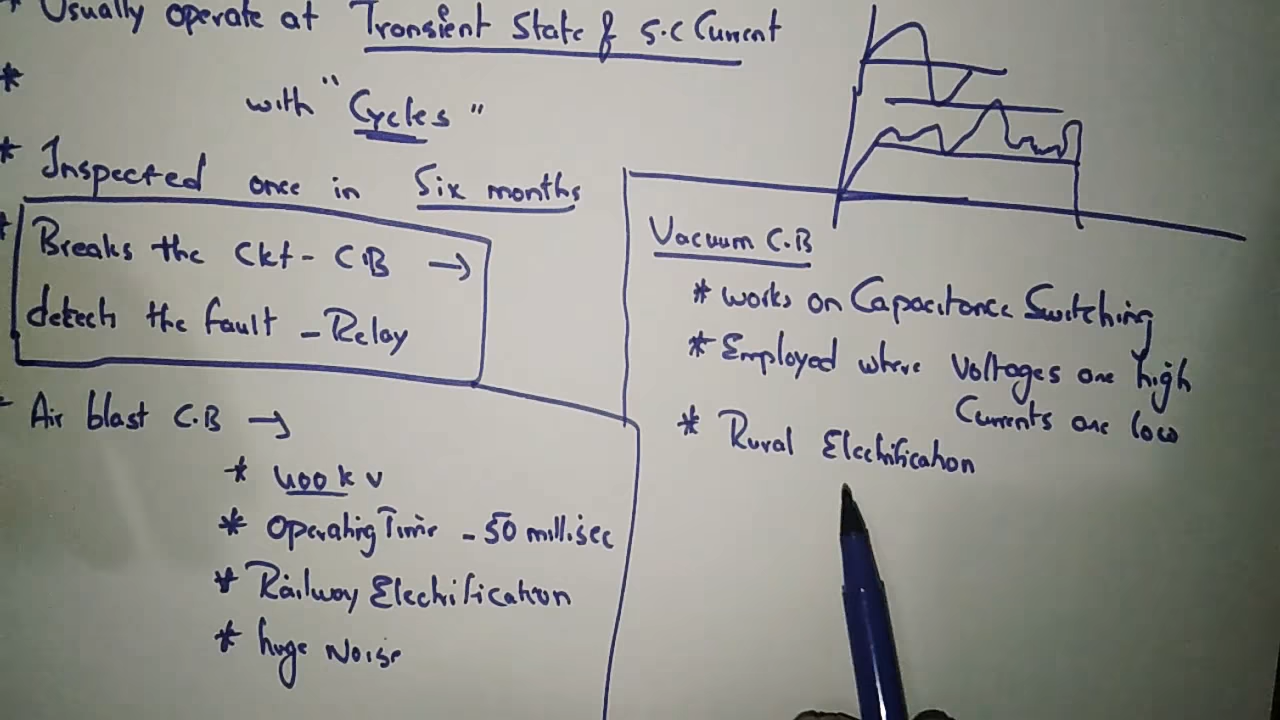 * Usually operate at Transient State & S.C Current
*
with "Cycles"
* Inspected once in Six months
* Breaks the Ckt - CB →
detech the fault - Relay
* Air blast C.B →
* 400 kv
* Operating Time - 50 millisec
* Railway Electrification
* huge Noise
Vacuum C.B
* works on Capacitance Switching
* Employed where Voltages are high
Currents are low
* Rural Electrification